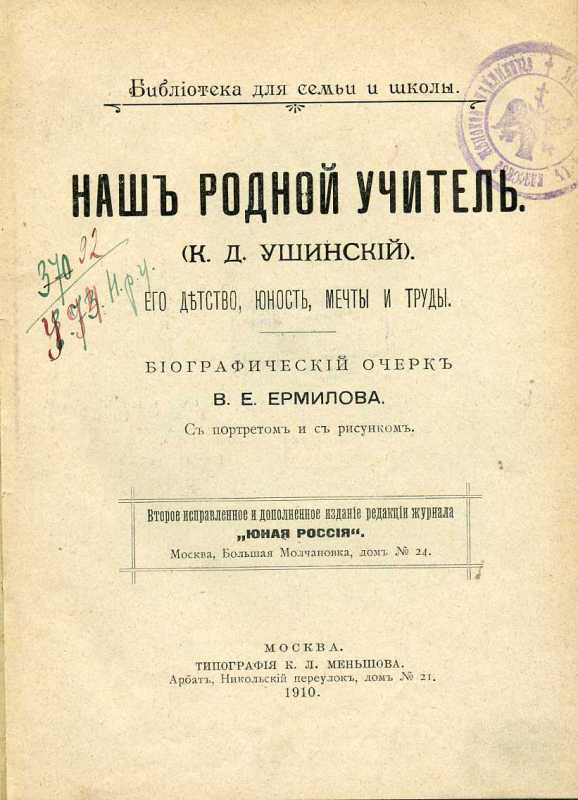 Библіотека для семьи и школы.
НАШЪ РОДНОЙ УЧИТЕЛЬ.
(К. Д. УШИНСКІЙ).
ЕГО ДѢТСТВО, ЮНОСТЬ, МЕЧТЫ И ТРУДЫ.
БІОГРАФИЧЕСКІЙ ОЧЕРКЪ
В. Е. ЕРМИЛОВА.
Съ портретомъ и съ рисункомъ.
Второе исправленное и дополненное изданіе редакціи журнала
„ЮНАЯ РОССІЯ“.
Москва, Большая Молчановка, домъ № 24.
МОСКВА.
ТИПОГРАФІЯ К. Л. МЕНЬШОВА.
Арбатъ, Никольскій переулокъ, домъ № 21.
1910.
370
92
Н.р.у.